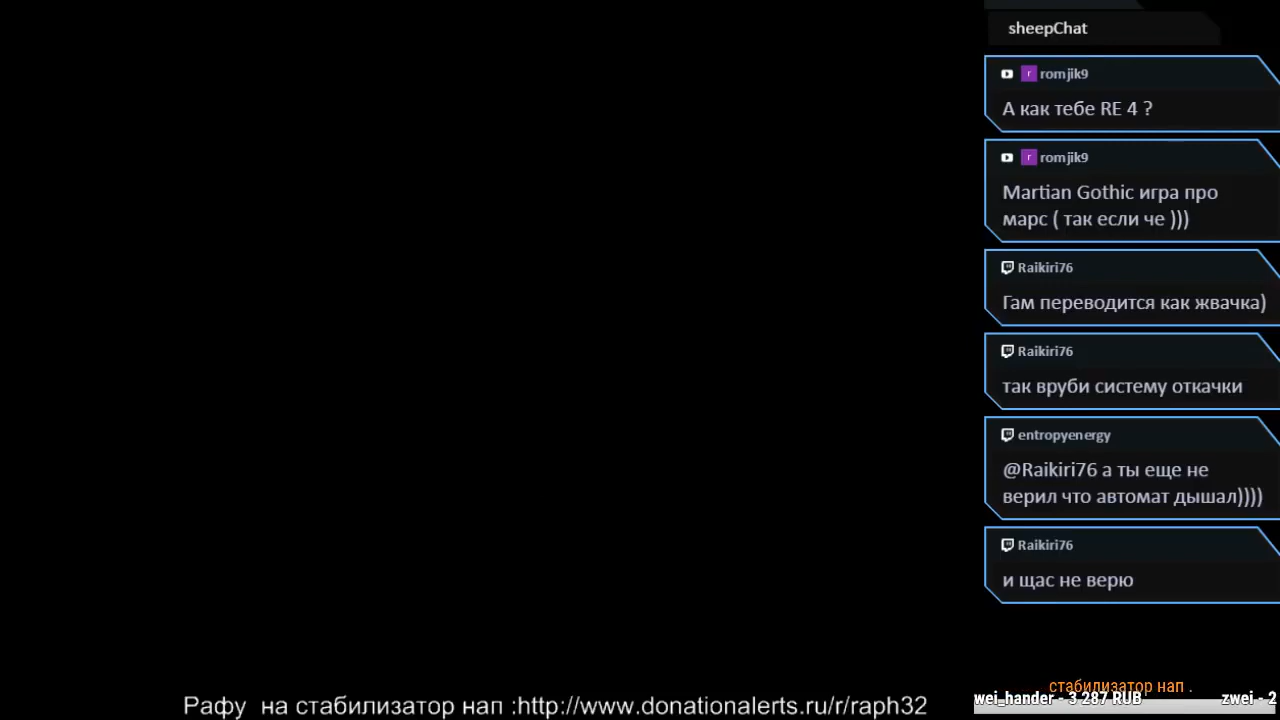 sheepChat
romjik9
А как тебе RE 4 ?
romjik9
Martian Gothic игра про
марс ( так если че )))
Raikiri76
Гам переводится как жвачка)
Raikiri76
так вруби систему откачки
entropyenergy
@Raikiri76 а ты еще не
верил что автомат дышал))))
Raikiri76
и щас не верю
стабилизатор нап .
wei_hander - 3 287 RUB zwei - 2
Рафу на стабилизатор нап :http://www.donationalerts.ru/r/raph32